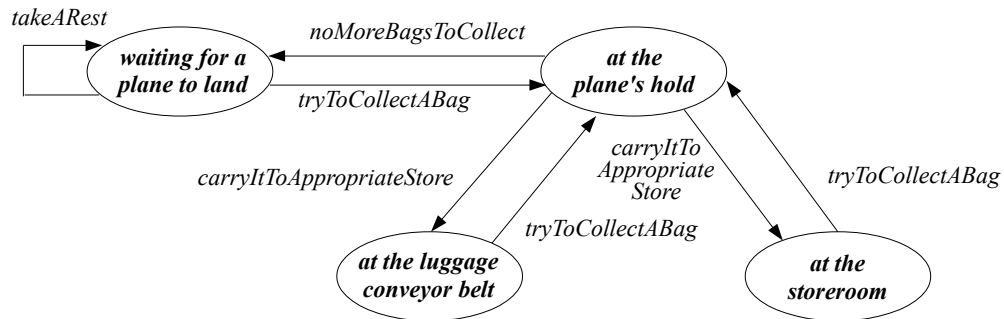 takeARest
noMoreBagsToCollect
waiting for a
plane to land
at the
plane's hold
tryToCollectABag
carryItToAppropriateStore
carryItTo
Appropriate
Store
tryToCollectABag
tryToCollectABag
at the luggage
conveyor belt
at the
storeroom